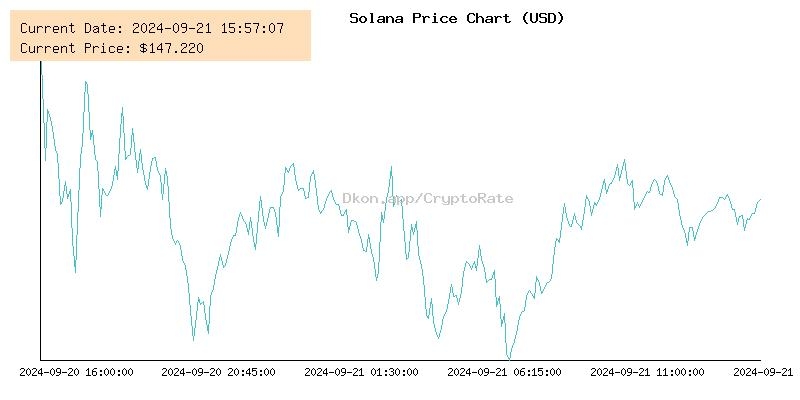 Solana Price Chart (USD)
Current Date: 2024-09-21 15:57:07
Current Price: $147.220
Dkon.app/CryptoRate
2024-09-20 16:00:00 2024-09-20 20:45:00 2024-09-21 01:30:00 2024-09-21 06:15:00 2024-09-21 11:00:00 2024-09-21